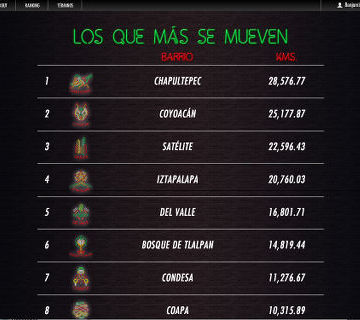 RANKING TÉRMINOS Benjami
LOS QUE MÁS SE MUEVEN
BARRIO KMS.
1 CHAPULTEPEC 28,576.77
2 COYOACÁN 25,177.87
3 SATÉLITE 22,596.43
4 IZTAPALAPA 20,760.03
5 DEL VALLE 16,801.71
6 BOSQUE DE TLALPAN 14,819.44
7 CONDESA 11,276.67
8 COAPA 10,315.89